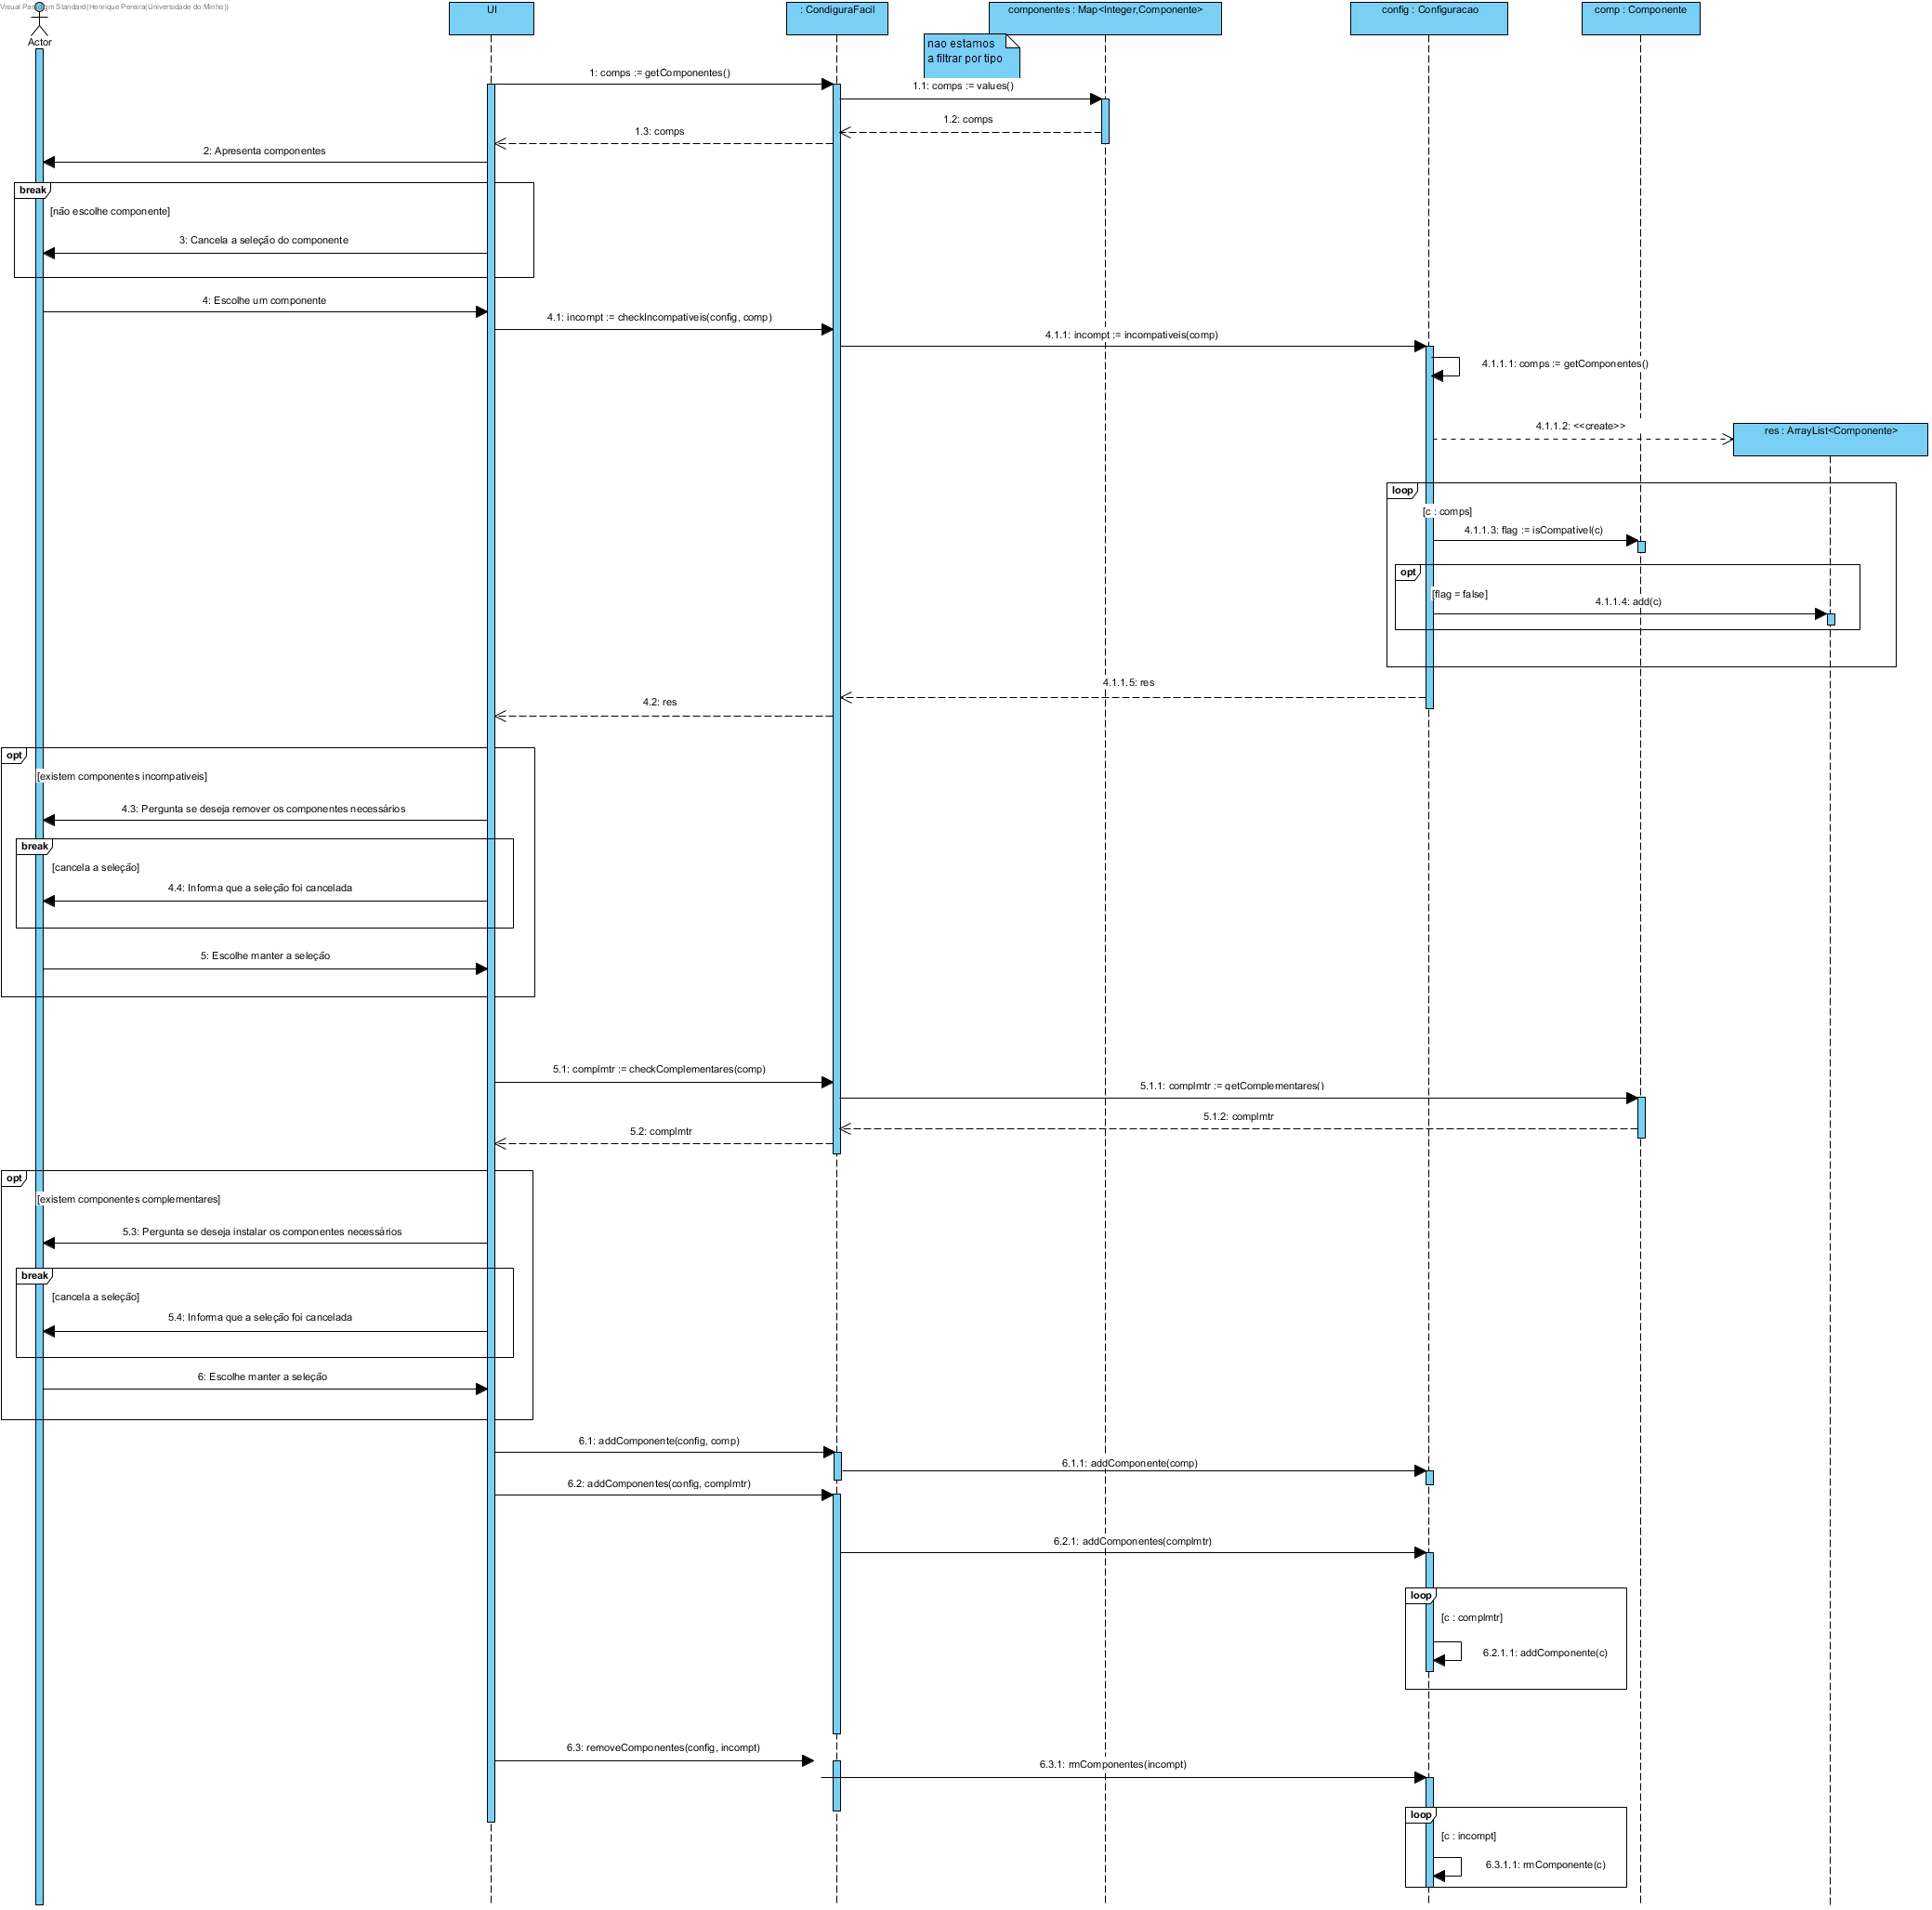 Visual Paradigm Standard(Henrique Pereira(Universidade do Minho))
Actor
UI
: CondiguraFacil
componentes : Map<Integer,Componente>
config : Configuracao
comp : Componente
nao estamos
a filtrar por tipo
1: comps := getComponentes()
1.1: comps := values()
1.2: comps
1.3: comps
2: Apresenta componentes
break
[não escolhe componente]
3: Cancela a seleção do componente
4: Escolhe um componente
4.1: incompt := checkIncompativeis(config, comp)
4.1.1: incompt := incompativeis(comp)
4.1.1.1: comps := getComponentes()
4.1.1.2: <<create>>
res : ArrayList<Componente>
loop
[c : comps]
4.1.1.3: flag := isCompativel(c)
opt
[flag = false]
4.1.1.4: add(c)
4.1.1.5: res
4.2: res
opt
[existem componentes incompativeis]
4.3: Pergunta se deseja remover os componentes necessários
break
[cancela a seleção]
4.4: Informa que a seleção foi cancelada
5: Escolhe manter a seleção
5.1: complmtr := checkComplementares(comp)
5.1.1: complmtr := getComplementares()
5.1.2: complmtr
5.2: complmtr
opt
[existem componentes complementares]
5.3: Pergunta se deseja instalar os componentes necessários
break
[cancela a seleção]
5.4: Informa que a seleção foi cancelada
6: Escolhe manter a seleção
6.1: addComponente(config, comp)
6.1.1: addComponente(comp)
6.2: addComponentes(config, complmtr)
6.2.1: addComponentes(complmtr)
loop
[c : complmtr]
6.2.1.1: addComponente(c)
6.3: removeComponentes(config, incompt)
6.3.1: rmComponentes(incompt)
loop
[c : incompt]
6.3.1.1: rmComponente(c)